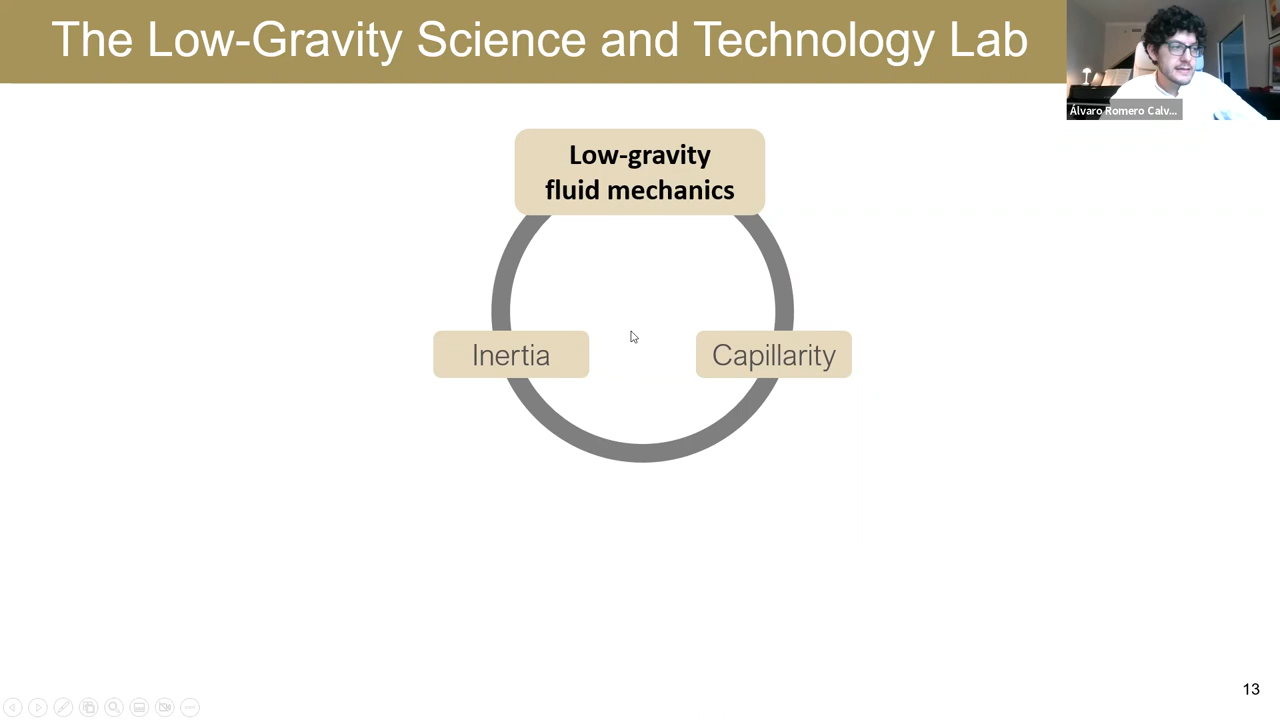 The Low-Gravity Science and Technology Lab
Álvaro Romero Calv...
Low-gravity
fluid mechanics
Inertia
Capillarity
13